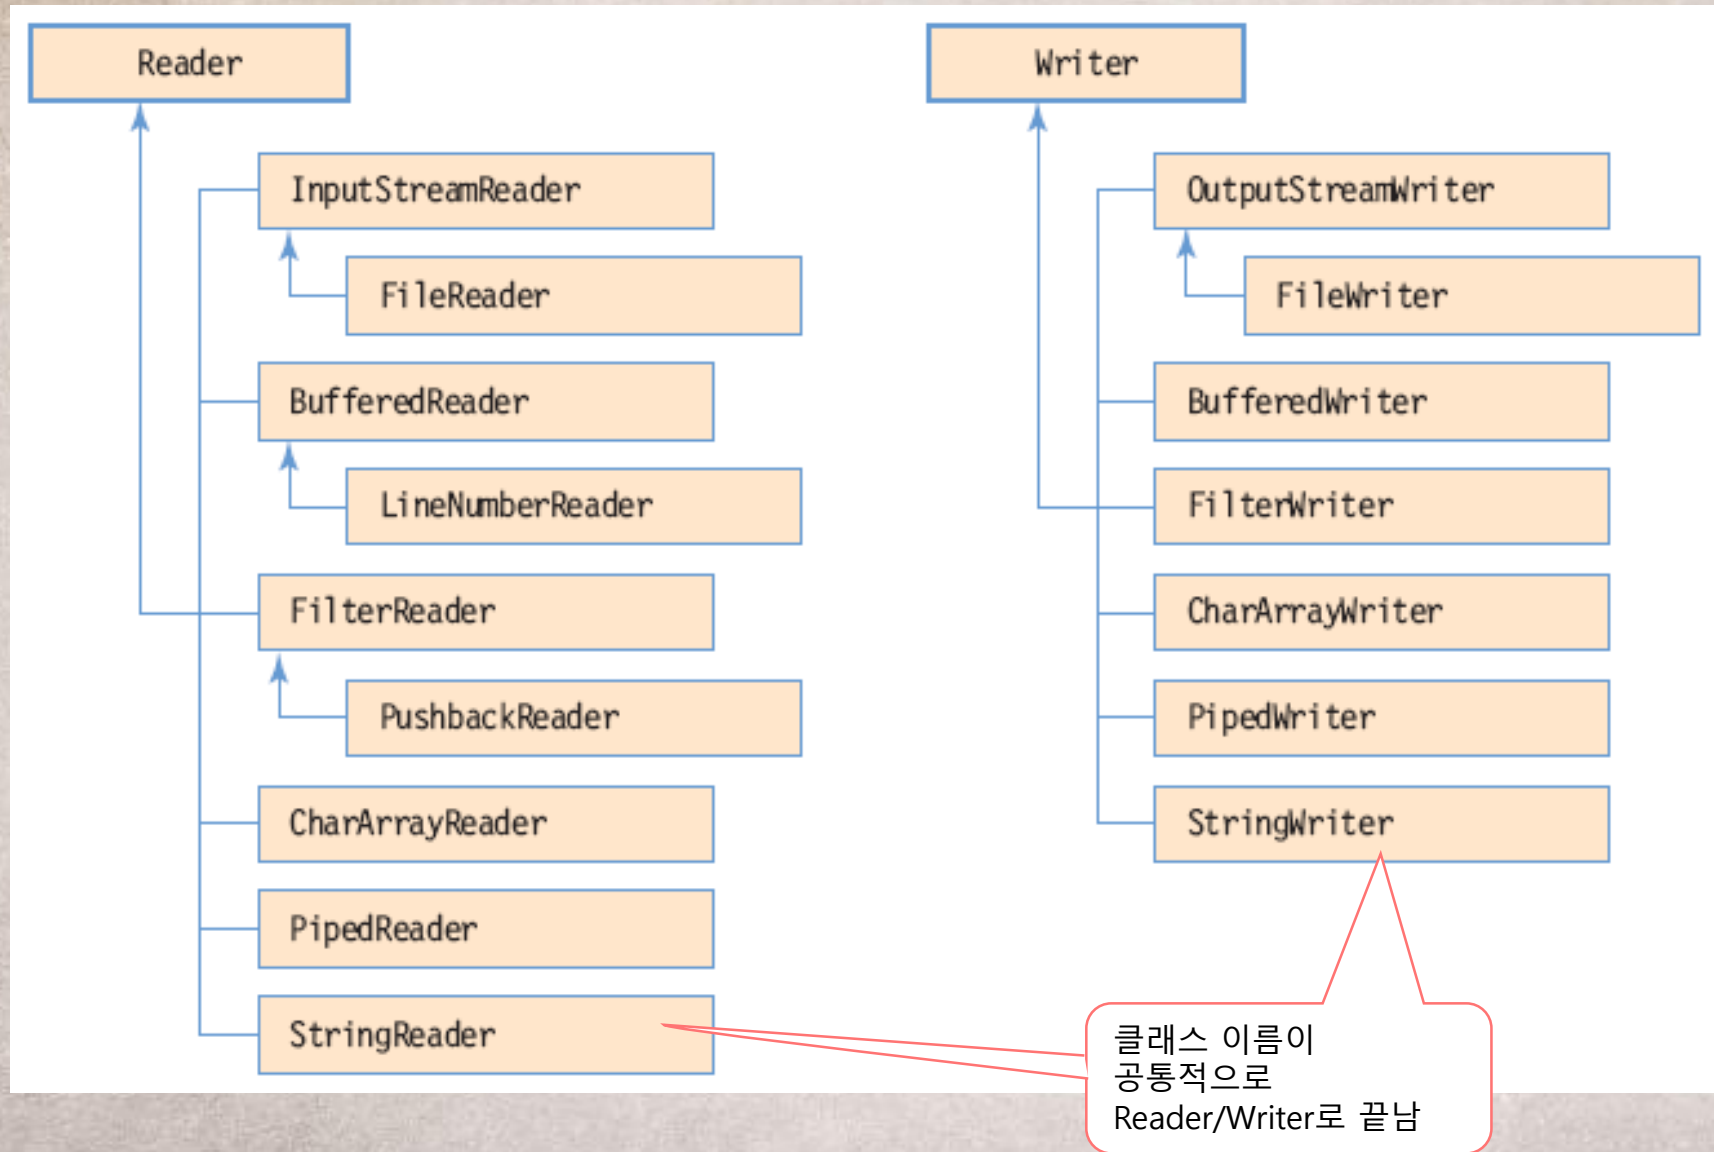 Reader
InputStreamReader
FileReader
BufferedReader
LineNumberReader
FilterReader
PushbackReader
CharArrayReader
PipedReader
StringReader
Writer
OutputStreamWriter
FileWriter
BufferedWriter
FilterWriter
CharArrayWriter
PipedWriter
StringWriter
클래스 이름이
공통적으로
Reader/Writer로 끝남